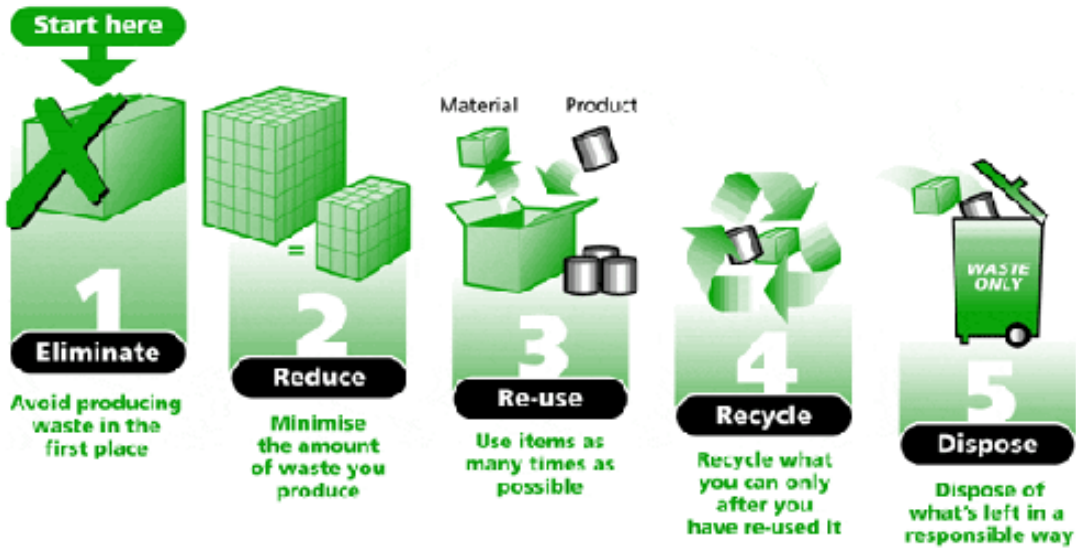 Start here
1
Eliminate
Avoid producing
waste in the
first place
=
2
Reduce
Minimise
the amount
of waste you
produce
Material Product
3
Re-use
Use items as
many times as
possible
4
Recycle
Recycle what
you can only
after you
have re-used it
WASTE
ONLY
5
Dispose
Dispose of
what's left in a
responsible way